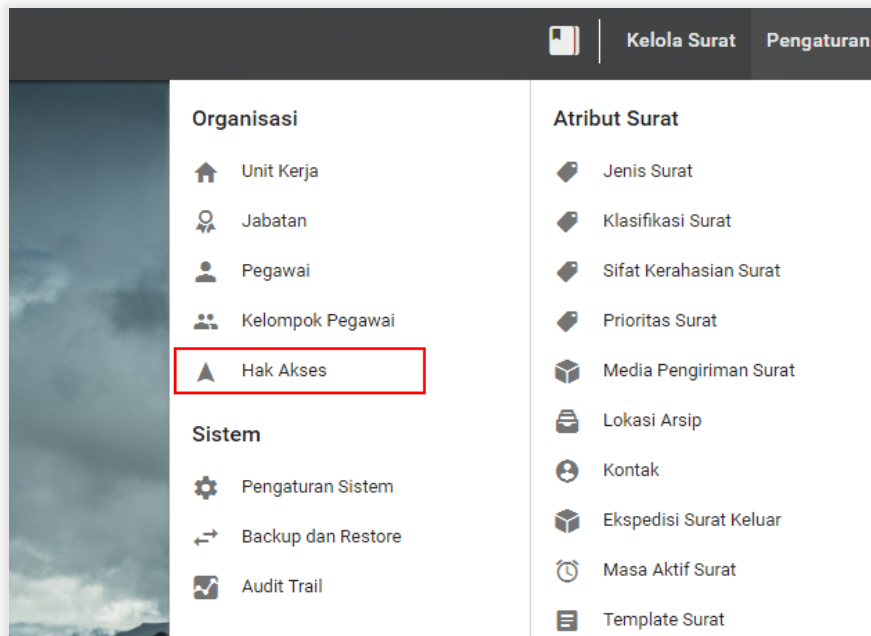 Kelola Surat
Pengaturan
Organisasi
Unit Kerja
Jabatan
Pegawai
Kelompok Pegawai
Hak Akses
Sistem
Pengaturan Sistem
Backup dan Restore
Audit Trail
Atribut Surat
Jenis Surat
Klasifikasi Surat
Sifat Kerahasian Surat
Prioritas Surat
Media Pengiriman Surat
Lokasi Arsip
Kontak
Ekspedisi Surat Keluar
Masa Aktif Surat
Template Surat